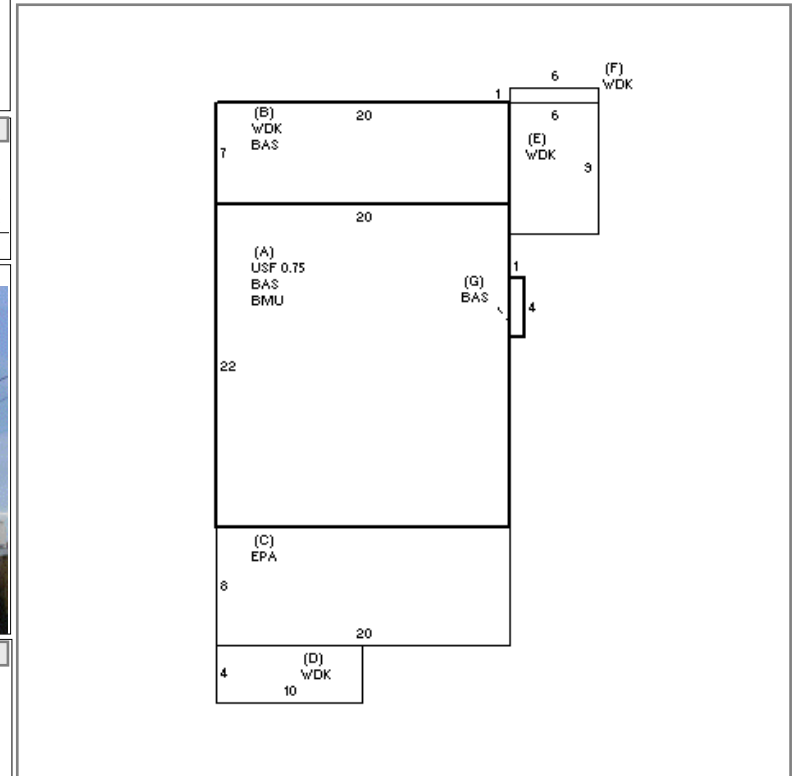 6
(F)
WDK
1
6
(B)
WDK
BAS
20
7
(E)
WDK
9
20
(A)
USF 0.75
BAS
BMU
1
(G)
BAS
4
22
(C)
EPA
8
20
(D)
WDK
4
10